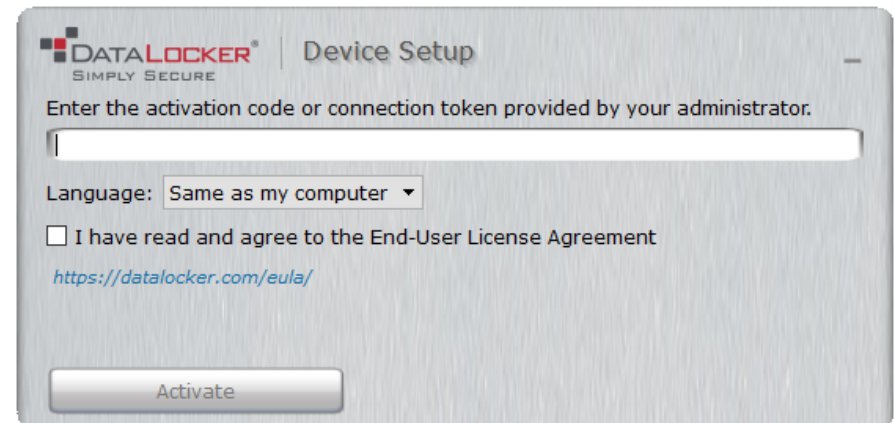 DATALOCKER® Device Setup
SIMPLY SECURE
Enter the activation code or connection token provided by your administrator.
Language: Same as my computer
I have read and agree to the End-User License Agreement
https://datalocker.com/eula/
Activate